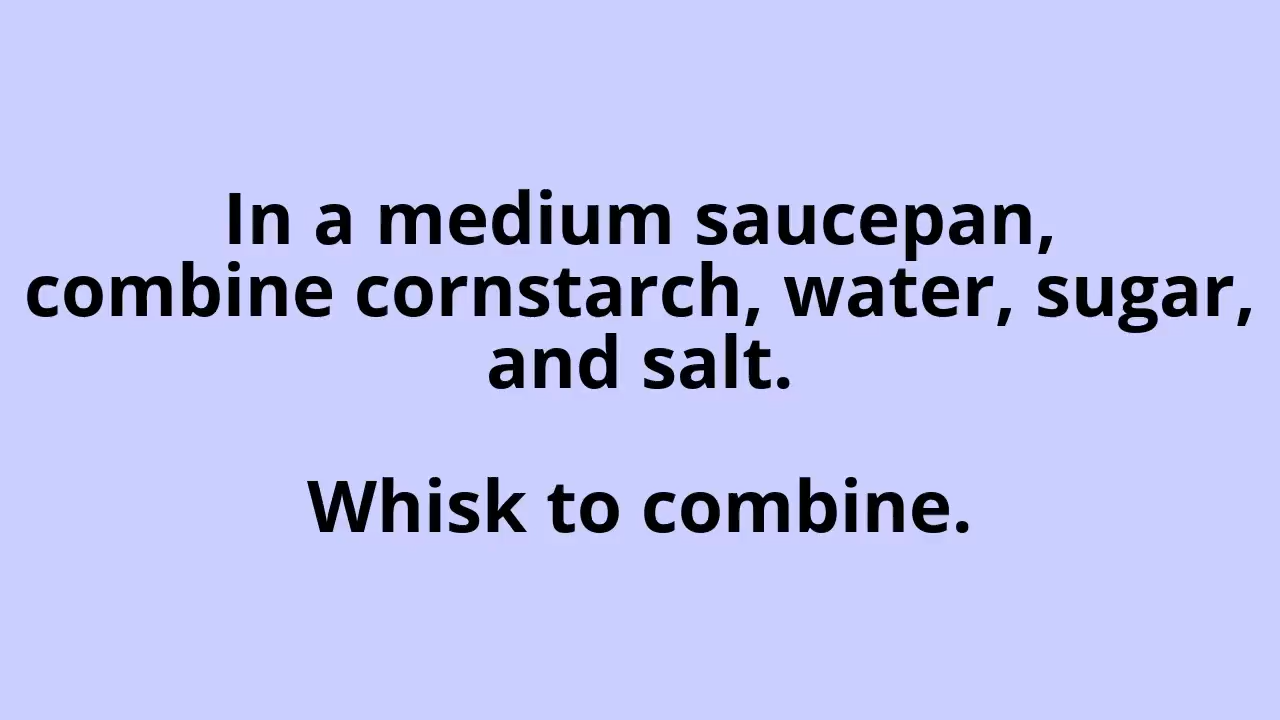 In a medium saucepan,
combine cornstarch, water, sugar,
and salt.
Whisk to combine.